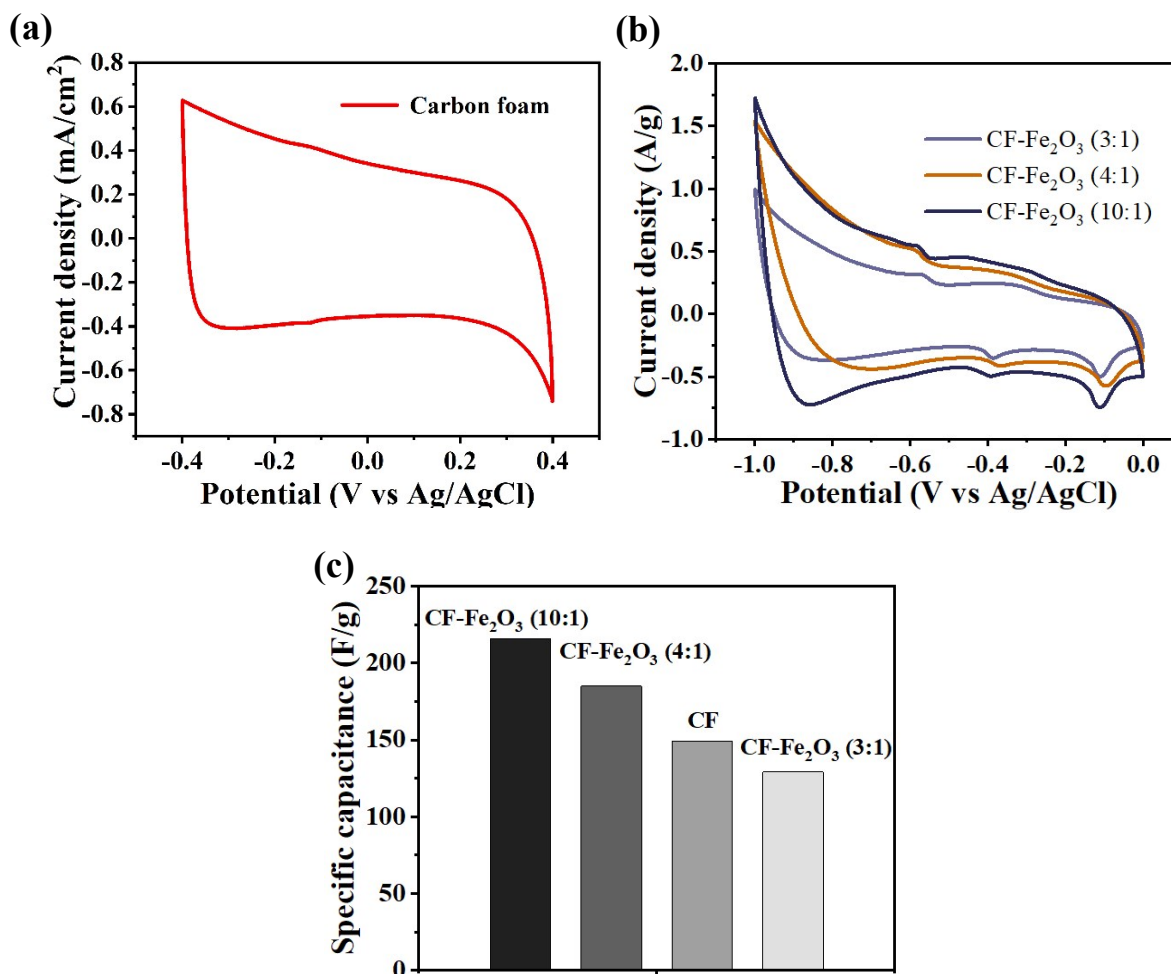 (a)
Current density (mA/cm²)
0.6
0.4
0.2
0.0
-0.2
-0.4
-0.6
-0.8
Carbon foam
-0.4
-0.2
0.0
0.2
0.4
Potential (V vs Ag/AgCl)
(b)
Current density (A/g)
2.0
1.5
1.0
0.5
0.0
-0.5
-1.0
CF-Fe₂O₃ (3:1)
CF-Fe₂O₃ (4:1)
CF-Fe₂O₃ (10:1)
-1.0
-0.8
-0.6
-0.4
-0.2
0.0
Potential (V vs Ag/AgCl)
(c)
Specific capacitance (F/g)
250
200
150
100
50
0
CF-Fe₂O₃ (10:1)
CF-Fe₂O₃ (4:1)
CF
CF-Fe₂O₃ (3:1)